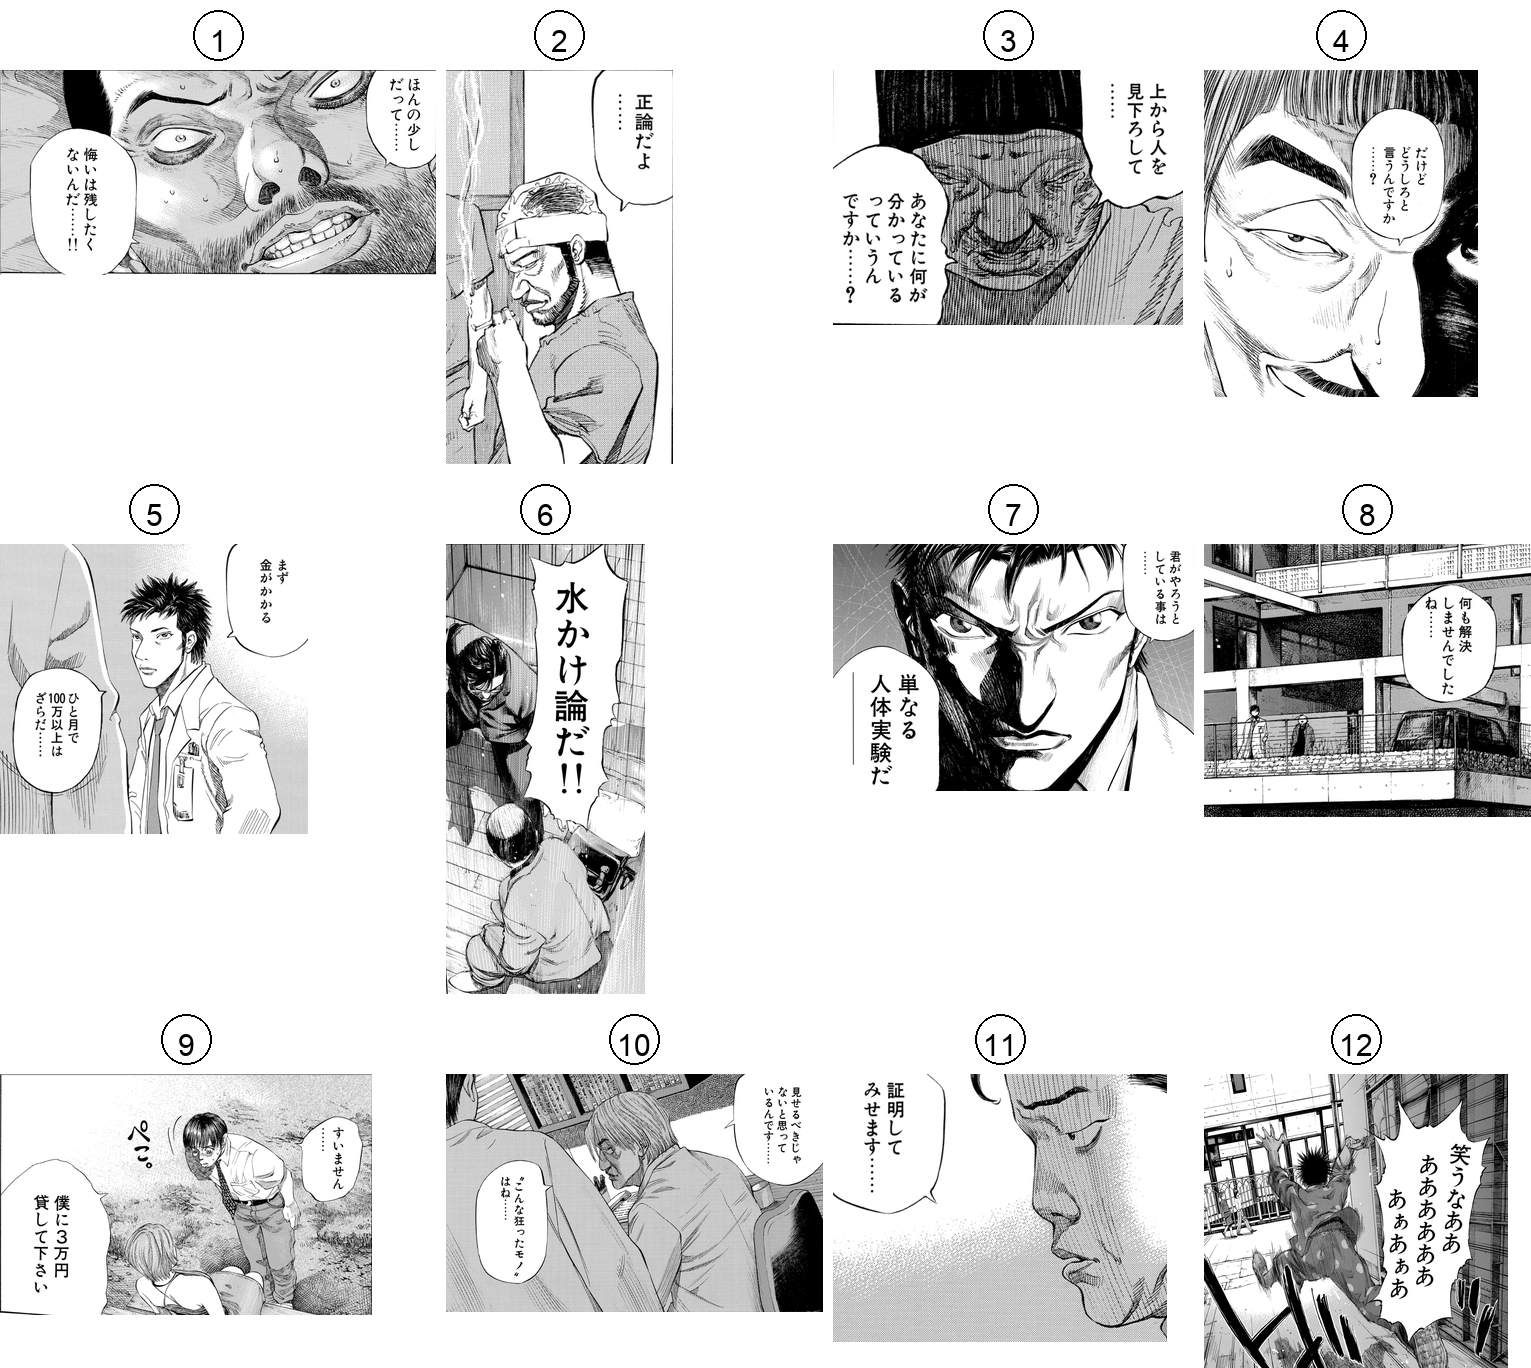 1
ほんの少し
だって……
悔いは残したく
ないんだ……!!
2
正論だよ
……
3
上から人を
見下ろして
……
あなたに何が
分かっている
っていうん
ですか……?
4
だけど
どうしろと
言うんですか
……?
5
まず
金がかかる
ひと月で
100万以上は
ざらだ……
6
水かけ論だ!!
7
君がやろうと
している事は
……
単なる
人体実験だ
8
何も解決
しませんでした
ね……
9
すいません
……
ぺこ。
僕に3万円
貸して下さい
10
見せるべきじゃ
ないと思って
いるんです……
“こんな狂ったモノ”
はね……
11
証明して
みせます……
12
笑うなああ
ああああああ
あぁあぁあ